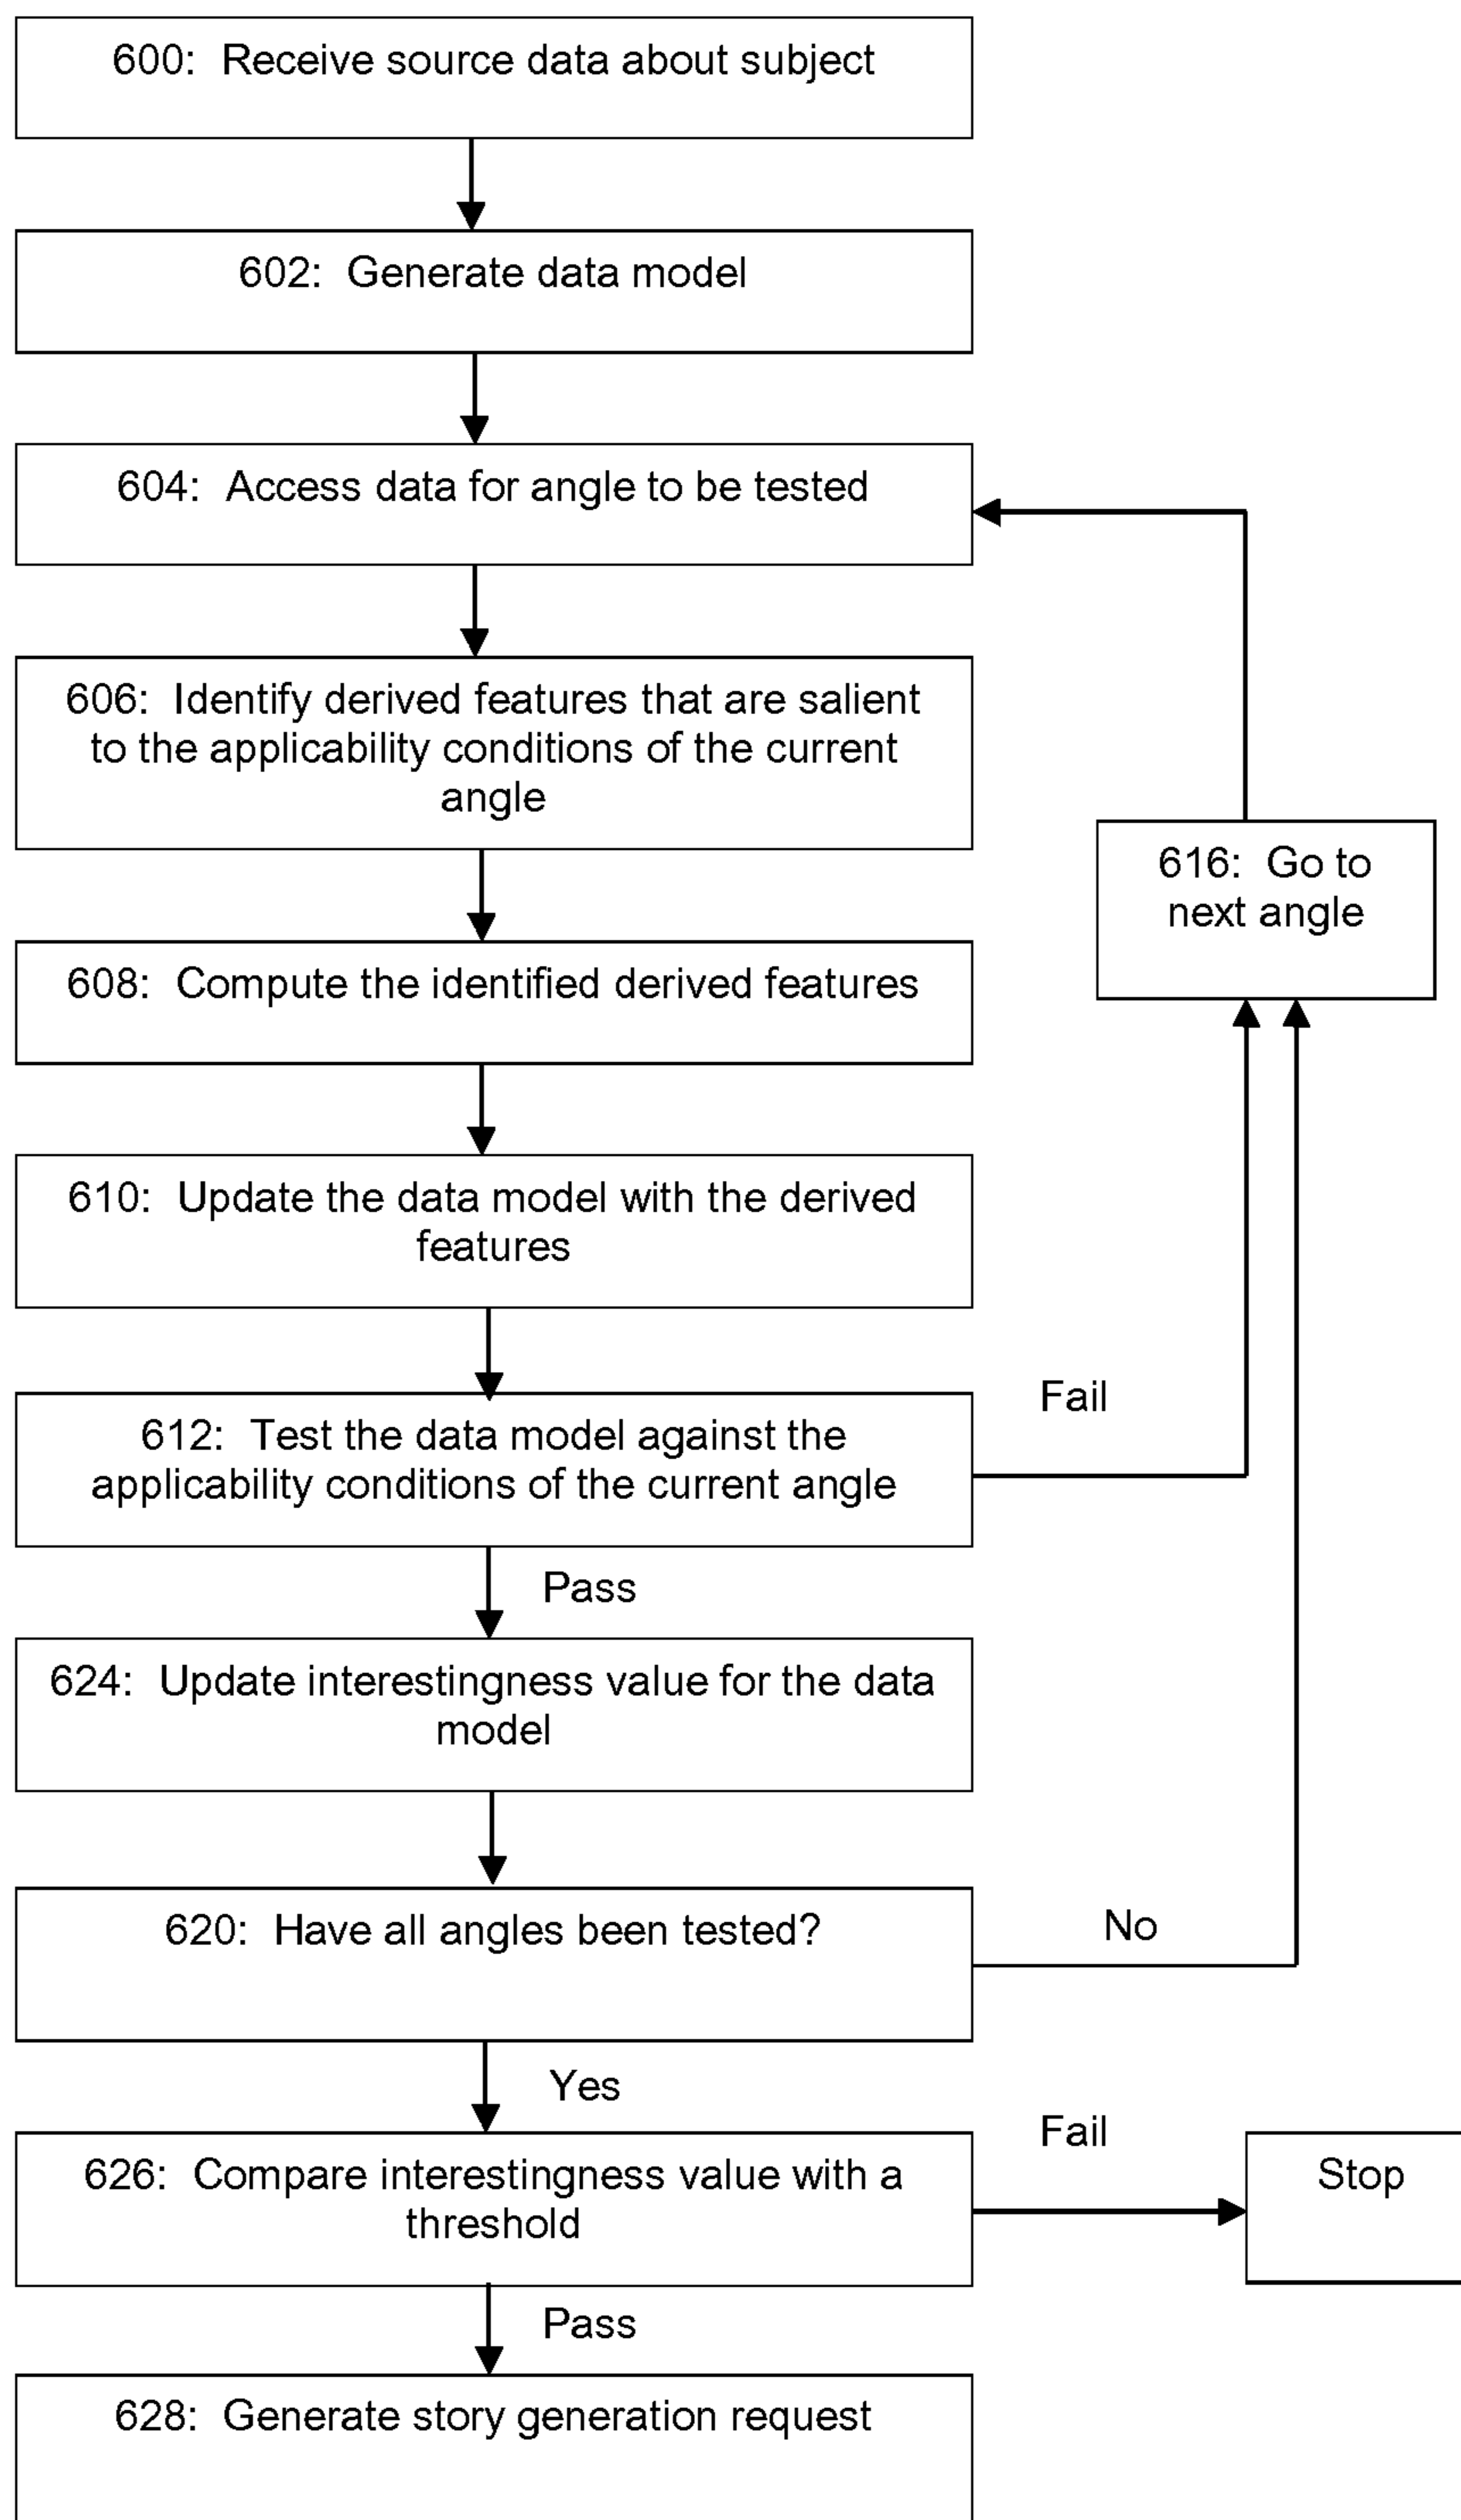 600: Receive source data about subject
602: Generate data model
604: Access data for angle to be tested
606: Identify derived features that are salient
to the applicability conditions of the current
angle
616: Go to
next angle
608: Compute the identified derived features
610: Update the data model with the derived
features
Fail
612: Test the data model against the
applicability conditions of the current angle
Pass
624: Update interestingness value for the data
model
620: Have all angles been tested?
No
Yes
Fail
626: Compare interestingness value with a
threshold
Stop
Pass
628: Generate story generation request